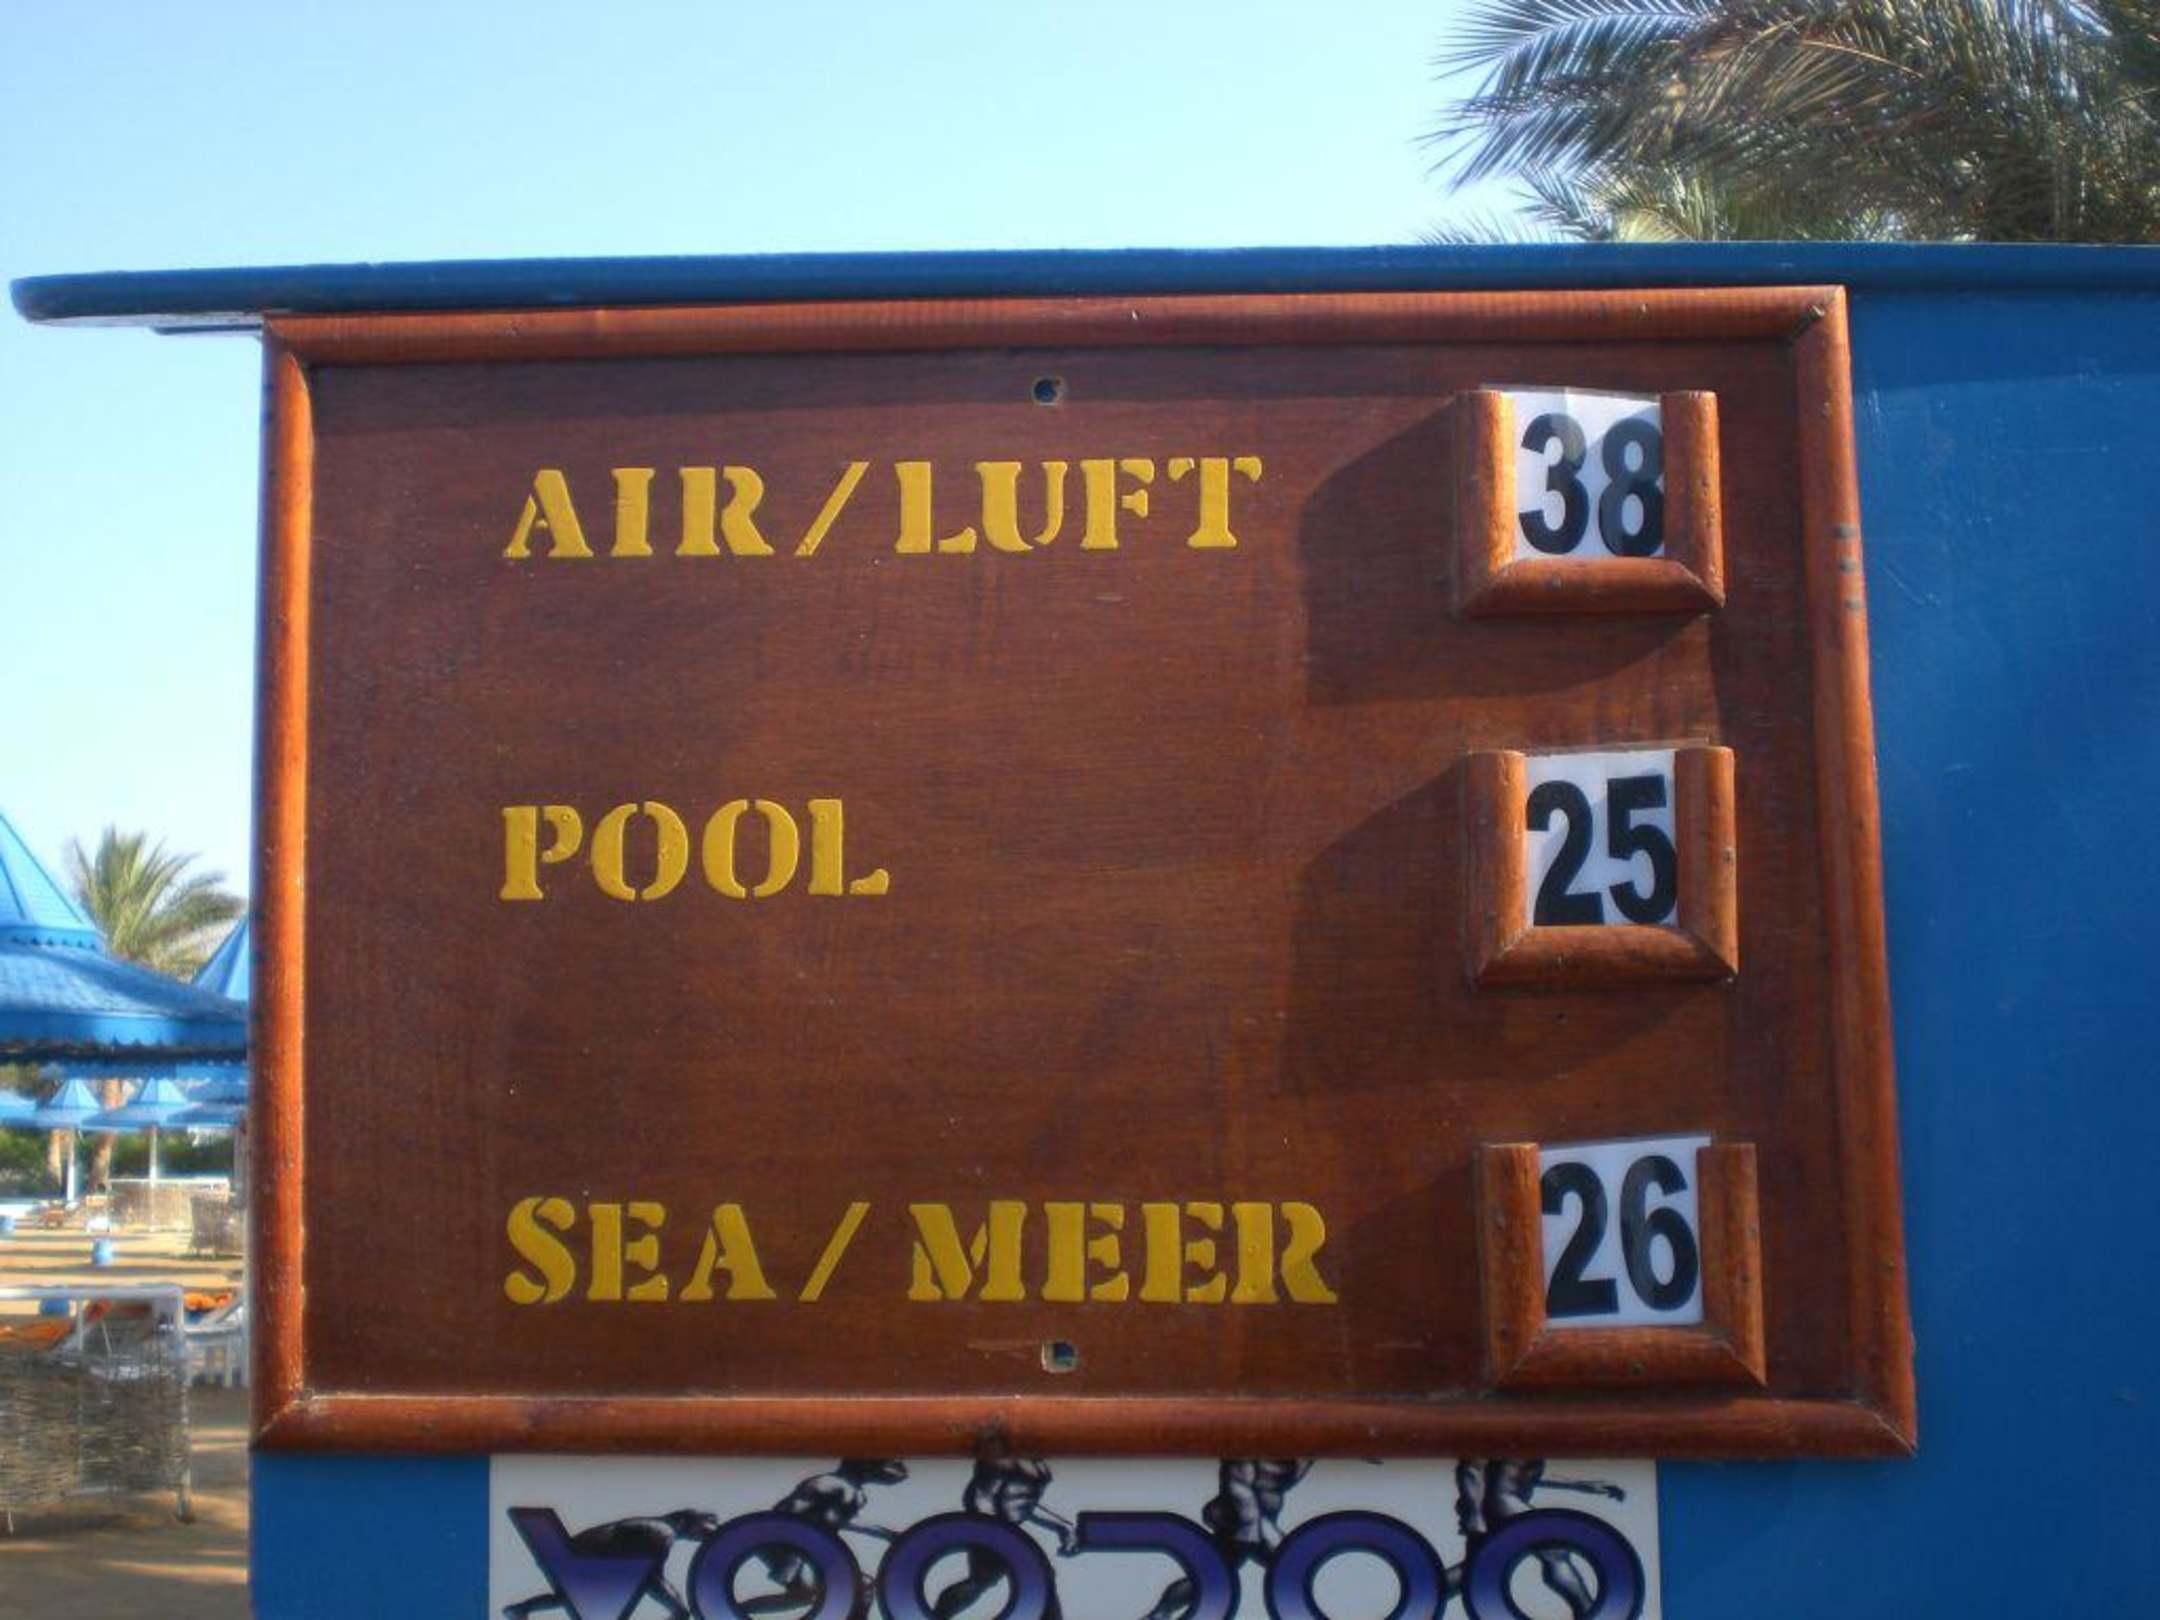 AIR/LUFT 38
POOL 25
SEA/MEER 26